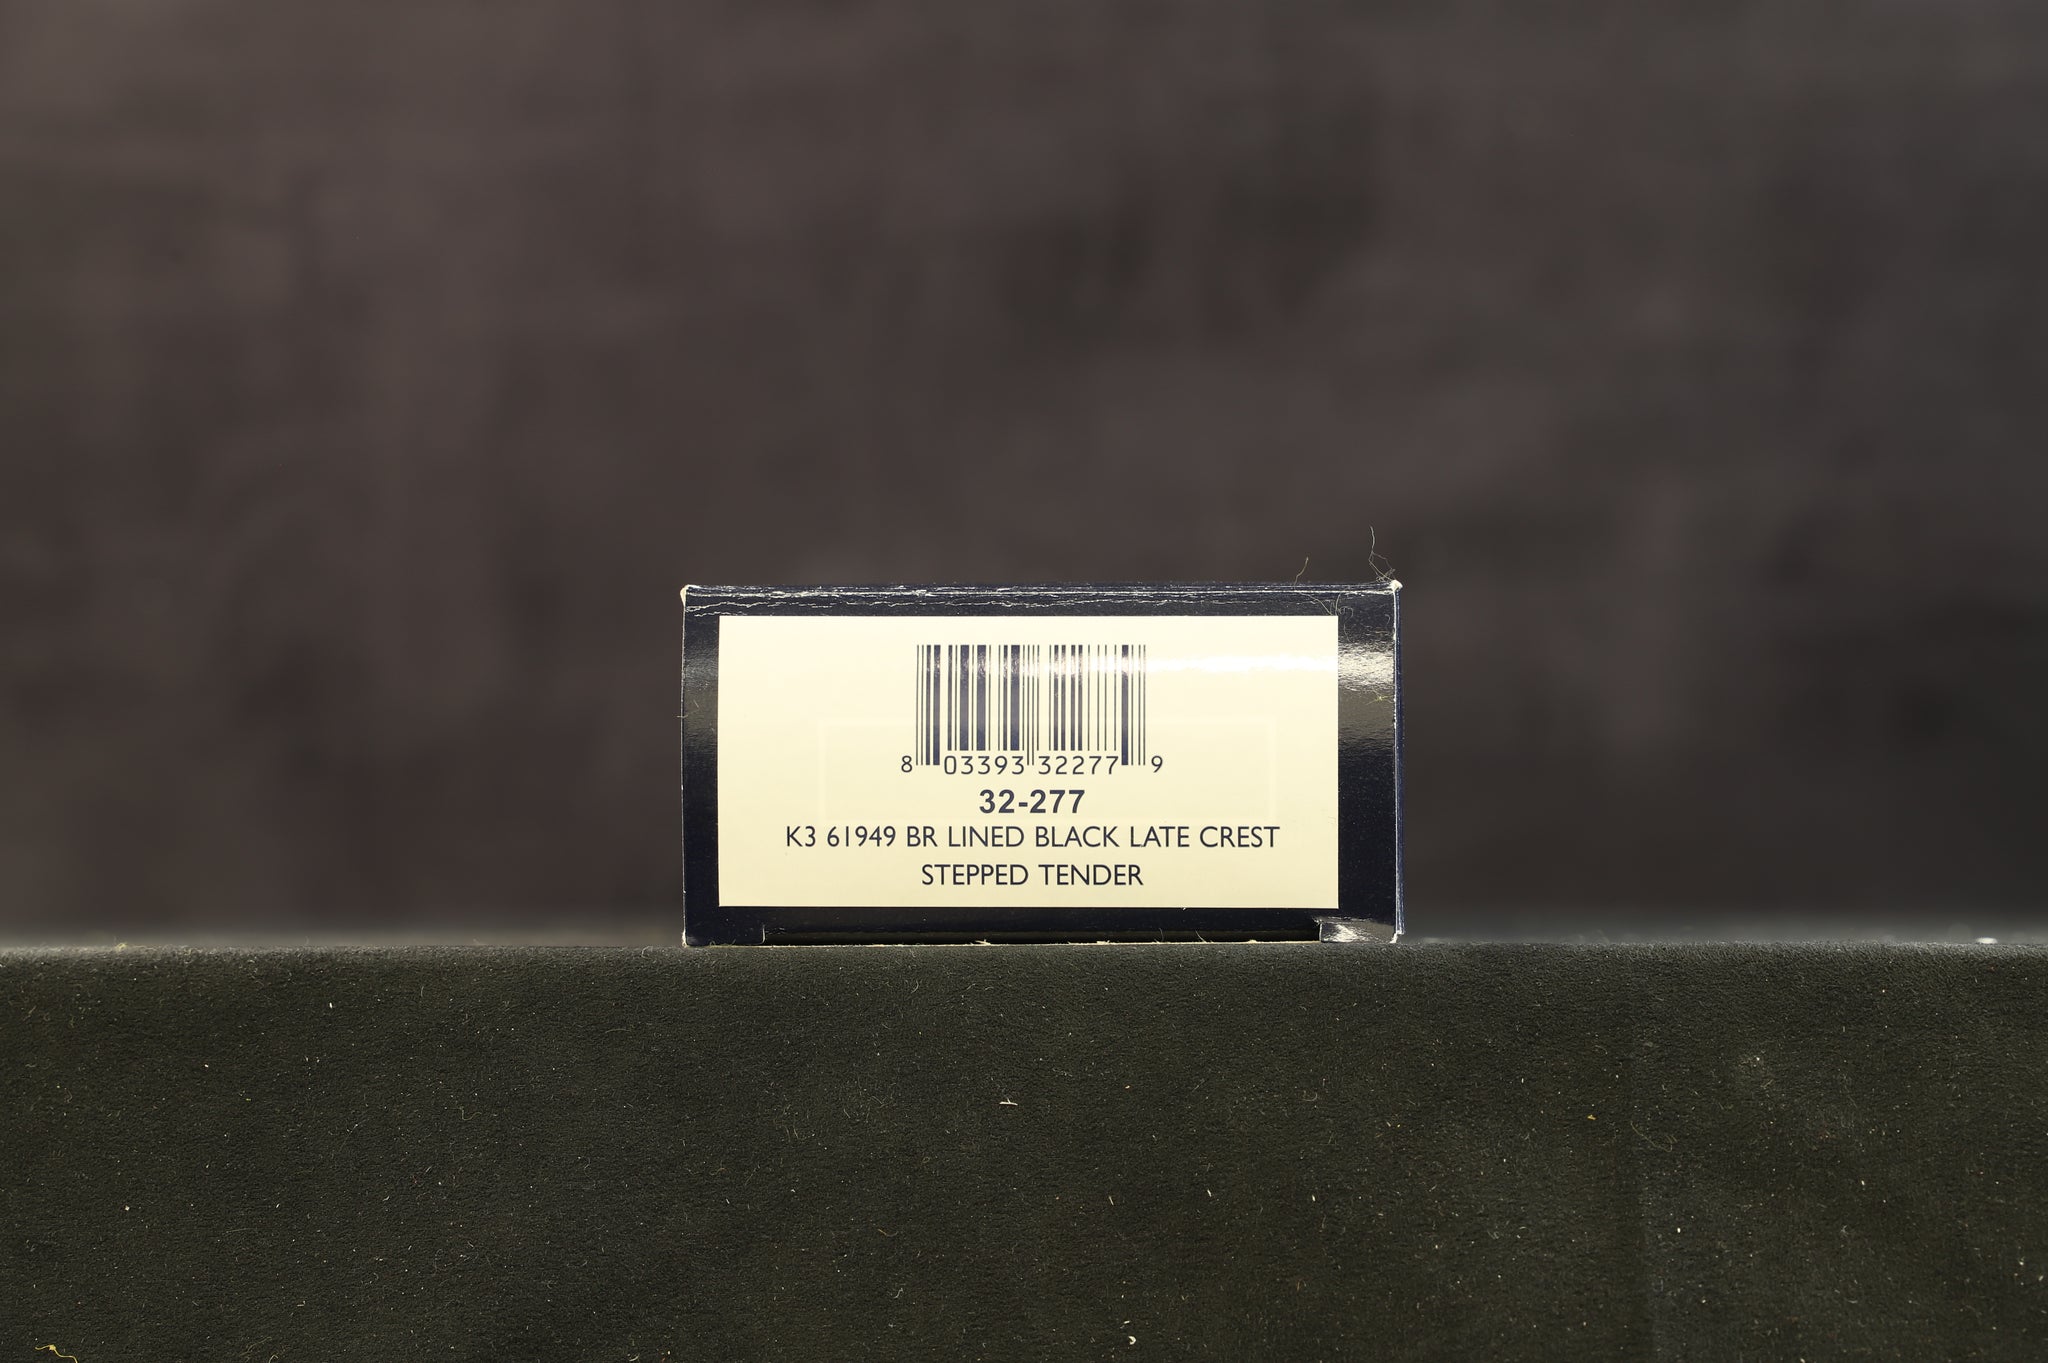 8 03393 32277 9
32-277
K3 61949 BR LINED BLACK LATE CREST
STEPPED TENDER